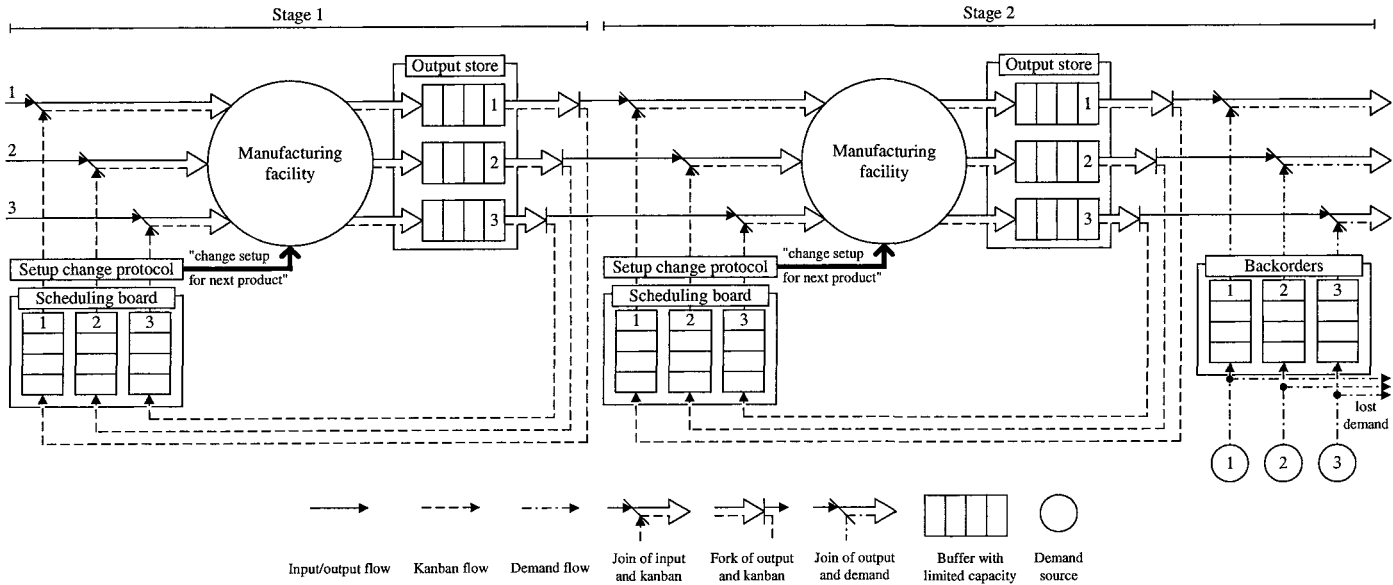 Stage 1
Stage 2
Output store
Output store
1
1
1
1
2
Manufacturing
facility
2
Manufacturing
facility
2
2
3
3
3
3
"change setup
for next product"
"change setup
for next product"
Setup change protocol
Setup change protocol
Backorders
Scheduling board
Scheduling board
1
2
3
1
2
3
1
2
3
lost
demand
1
2
3
Input/output flow
Kanban flow
Demand flow
Join of input
and kanban
Fork of output
and kanban
Join of output
and demand
Buffer with
limited capacity
Demand
source